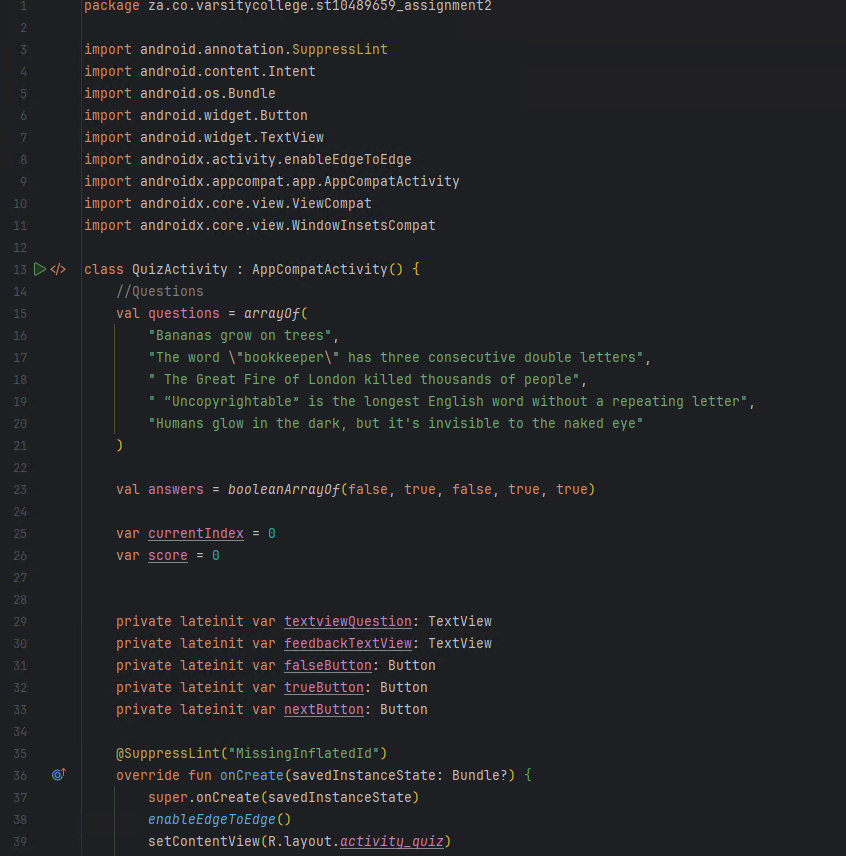 1 package za.co.varsitycollege.st10489659_assignment2
2
3 import android.annotation.SuppressLint
4 import android.content.Intent
5 import android.os.Bundle
6 import android.widget.Button
7 import android.widget.TextView
8 import androidx.activity.enableEdgeToEdge
9 import androidx.appcompat.app.AppCompatActivity
10 import androidx.core.view.ViewCompat
11 import androidx.core.view.WindowInsetsCompat
12
13 class QuizActivity : AppCompatActivity() {
14 //Questions
15 val questions = arrayOf(
16 "Bananas grow on trees",
17 "The word \"bookkeeper\" has three consecutive double letters",
18 " The Great Fire of London killed thousands of people",
19 " “Uncopyrightable” is the longest English word without a repeating letter",
20 "Humans glow in the dark, but it's invisible to the naked eye"
21 )
22
23 val answers = booleanArrayOf(false, true, false, true, true)
24
25 var currentIndex = 0
26 var score = 0
27
28
29 private lateinit var textviewQuestion: TextView
30 private lateinit var feedbackTextView: TextView
31 private lateinit var falseButton: Button
32 private lateinit var trueButton: Button
33 private lateinit var nextButton: Button
34
35 @SuppressLint("MissingInflatedId")
36 override fun onCreate(savedInstanceState: Bundle?) {
37 super.onCreate(savedInstanceState)
38 enableEdgeToEdge()
39 setContentView(R.layout.activity_quiz)